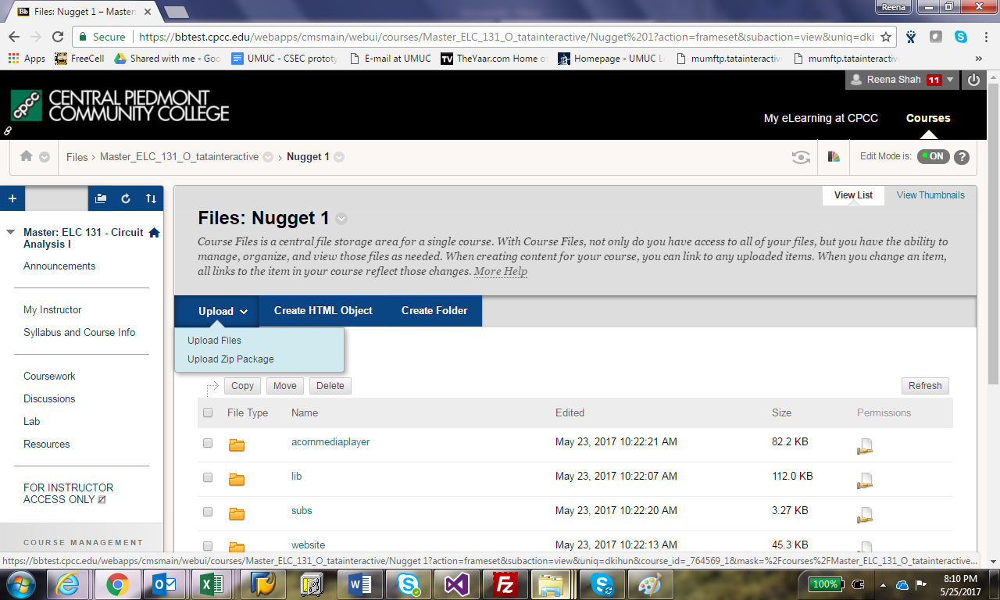 Files: Nugget 1 – Master:
Reena
Secure
https://bbtest.cpcc.edu/webapps/cmsmain/webui/courses/Master_ELC_131_O_tatainteractive/Nugget%201?action=frameset&subaction=view&uniq=dki
Apps
FreeCell
Shared with me - Goo
UMUC - CSEC prototy
E-mail at UMUC
TheYaar.com Home o
Homepage - UMUC L
mumftp.tatainteractiv
mumftp.tatainteractiv
»
Reena Shah 11
cpcc
CENTRAL PIEDMONT
COMMUNITY COLLEGE
My eLearning at CPCC
Courses
Files > Master_ELC_131_O_tatainteractive > Nugget 1
Edit Mode is: ON ?
View List
View Thumbnails
Master: ELC 131 - Circuit
Analysis I
Announcements
My Instructor
Syllabus and Course Info
Coursework
Discussions
Lab
Resources
FOR INSTRUCTOR
ACCESS ONLY
COURSE MANAGEMENT
Files: Nugget 1
Course Files is a central file storage area for a single course. With Course Files, not only do you have access to all of your files, but you have the ability to
manage, organize, and view those files as needed. When creating content for your course, you can link to any uploaded items. When you change an item,
all links to the item in your course reflect those changes. More Help
Upload
Create HTML Object
Create Folder
Upload Files
Upload Zip Package
Copy
Move
Delete
Refresh
File Type Name Edited Size Permissions
acornmediaplayer May 23, 2017 10:22:21 AM 82.2 KB
lib May 23, 2017 10:22:07 AM 112.0 KB
subs May 23, 2017 10:22:20 AM 3.27 KB
website May 23, 2017 10:22:13 AM 45.3 KB
https://bbtest.cpcc.edu/webapps/cmsmain/webui/courses/Master_ELC_131_O_tatainteractive/Nugget 1?action=frameset&subaction=view&uniq=dkihun&course_id=_764569_1&mask=%2Fcourses%2FMaster_ELC_131_O_tatainteractive...
100%
8:10 PM
5/25/2017